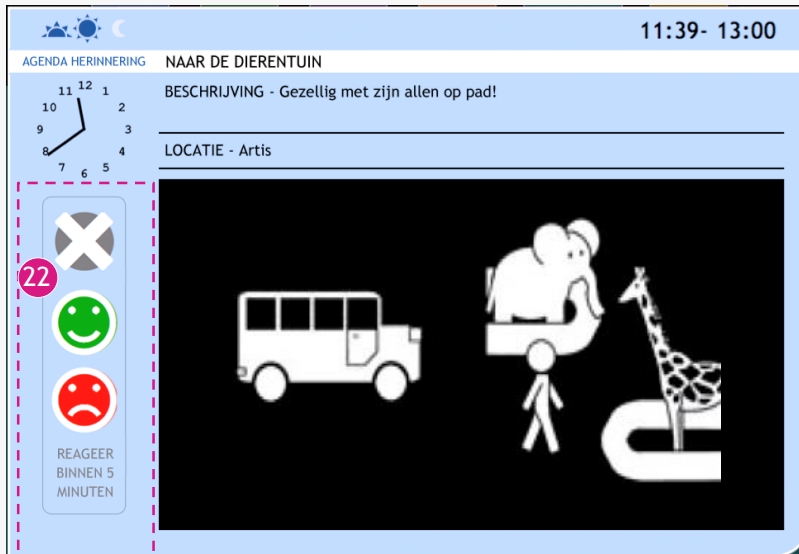 11:39- 13:00
AGENDA HERINNERING
NAAR DE DIERENTUIN
BESCHRIJVING - Gezellig met zijn allen op pad!
LOCATIE - Artis
12
11 1
10 2
9 3
8 4
7 5
6
22
REAGEER
BINNEN 5
MINUTEN